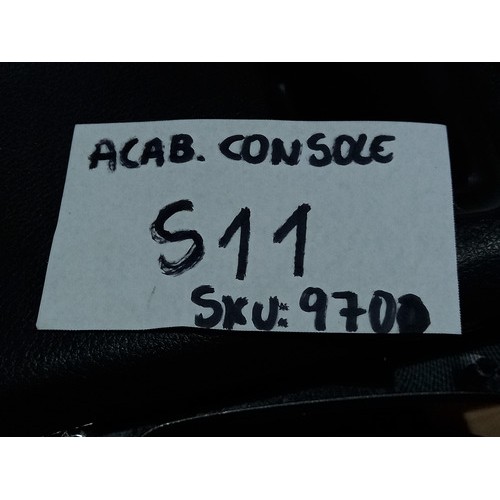 ACAB. CONSOLE
S11
SKU: 9700